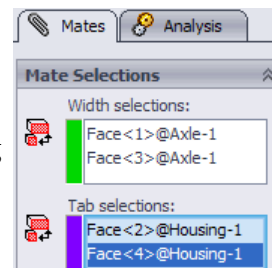 Mates Analysis
Mate Selections
Width selections:
Face<1>@Axle-1
Face<3>@Axle-1
Tab selections:
Face<2>@Housing-1
Face<4>@Housing-1